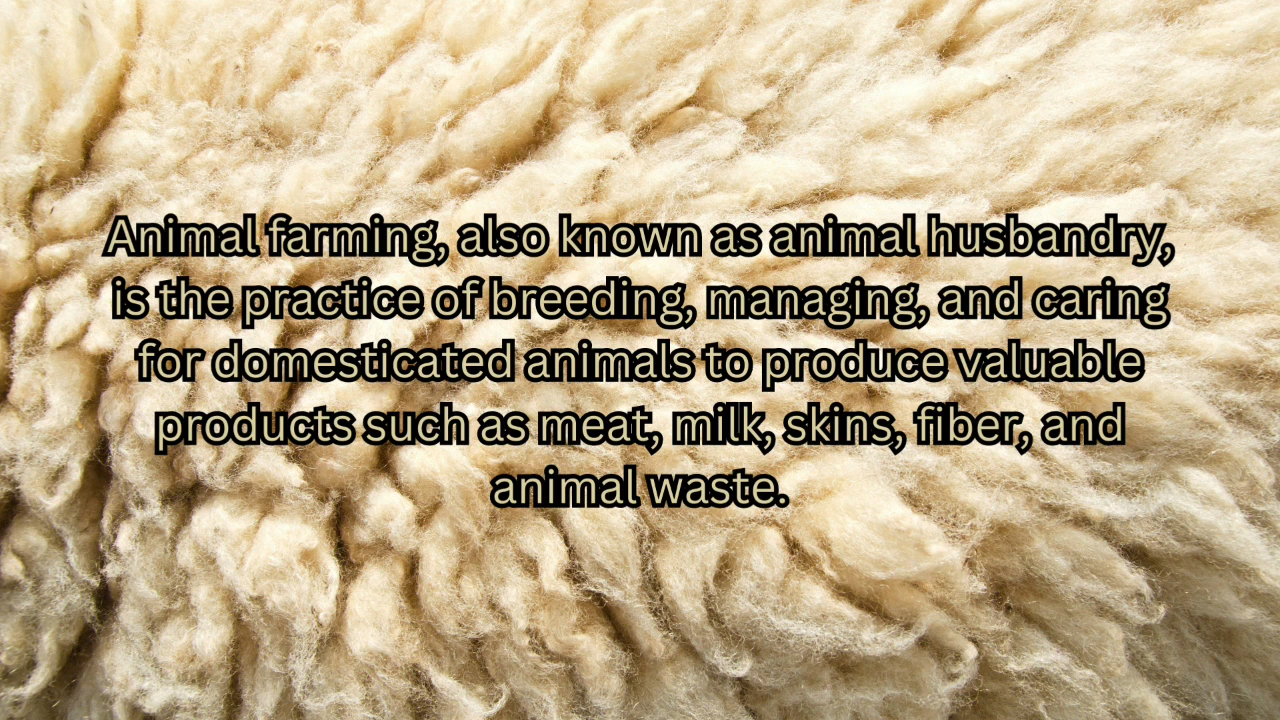 Animal farming, also known as animal husbandry,
is the practice of breeding, managing, and caring
for domesticated animals to produce valuable
products such as meat, milk, skins, fiber, and
animal waste.